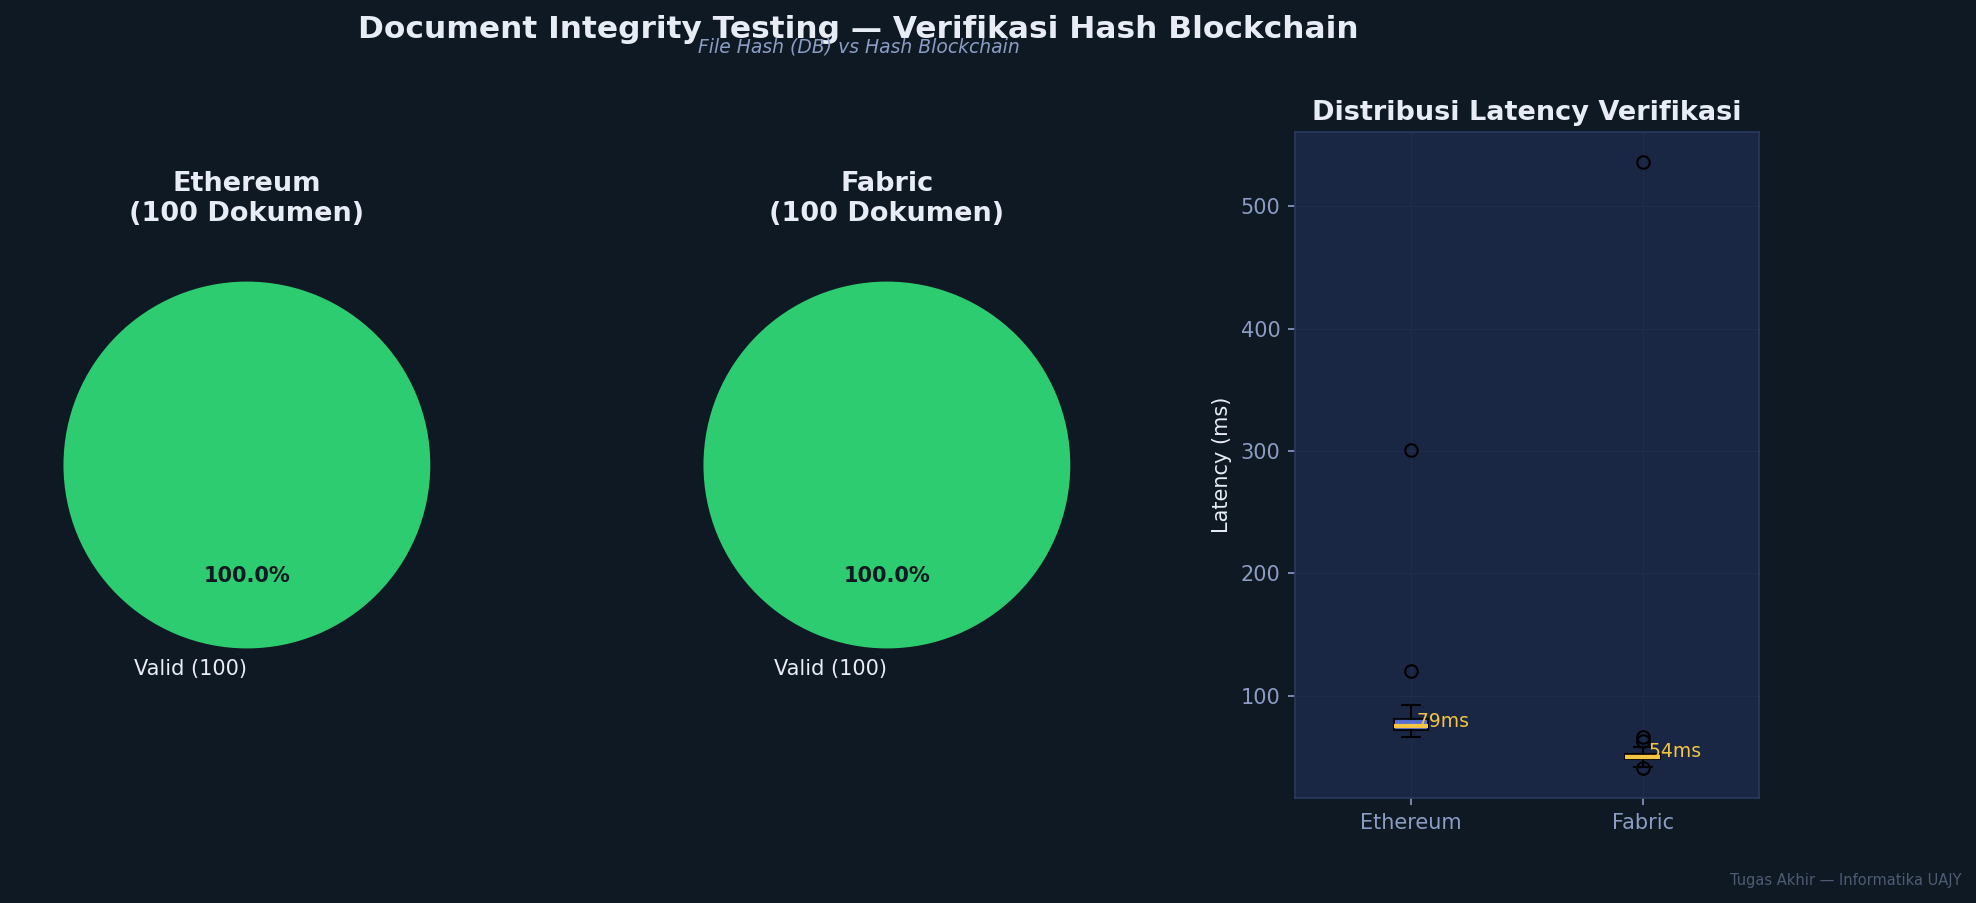 Document Integrity Testing — Verifikasi Hash Blockchain
File Hash (DB) vs Hash Blockchain
Ethereum
(100 Dokumen)
100.0%
Valid (100)
Fabric
(100 Dokumen)
100.0%
Valid (100)
Distribusi Latency Verifikasi
Latency (ms)
500
400
300
200
100
79ms
54ms
Ethereum
Fabric
Tugas Akhir — Informatika UAJY